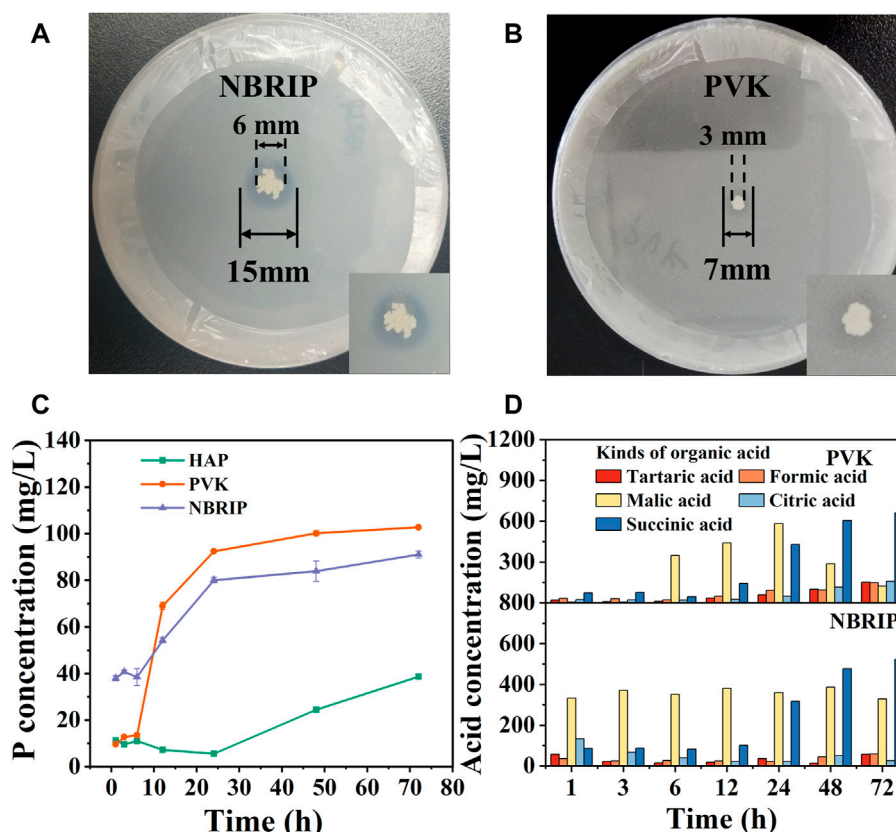 A
NBRIP
6 mm
15mm
B
PVK
3 mm
7mm
C
P concentration (mg/L)
140
120
100
80
60
40
20
0
HAP
PVK
NBRIP
0 10 20 30 40 50 60 70 80
Time (h)
D
Acid concentration (mg/L)
1200
900
600
300
800
600
400
200
0
Kinds of organic acid
PVK
Tartaric acid Formic acid
Malic acid Citric acid
Succinic acid
NBRIP
1 3 6 12 24 48 72
Time (h)